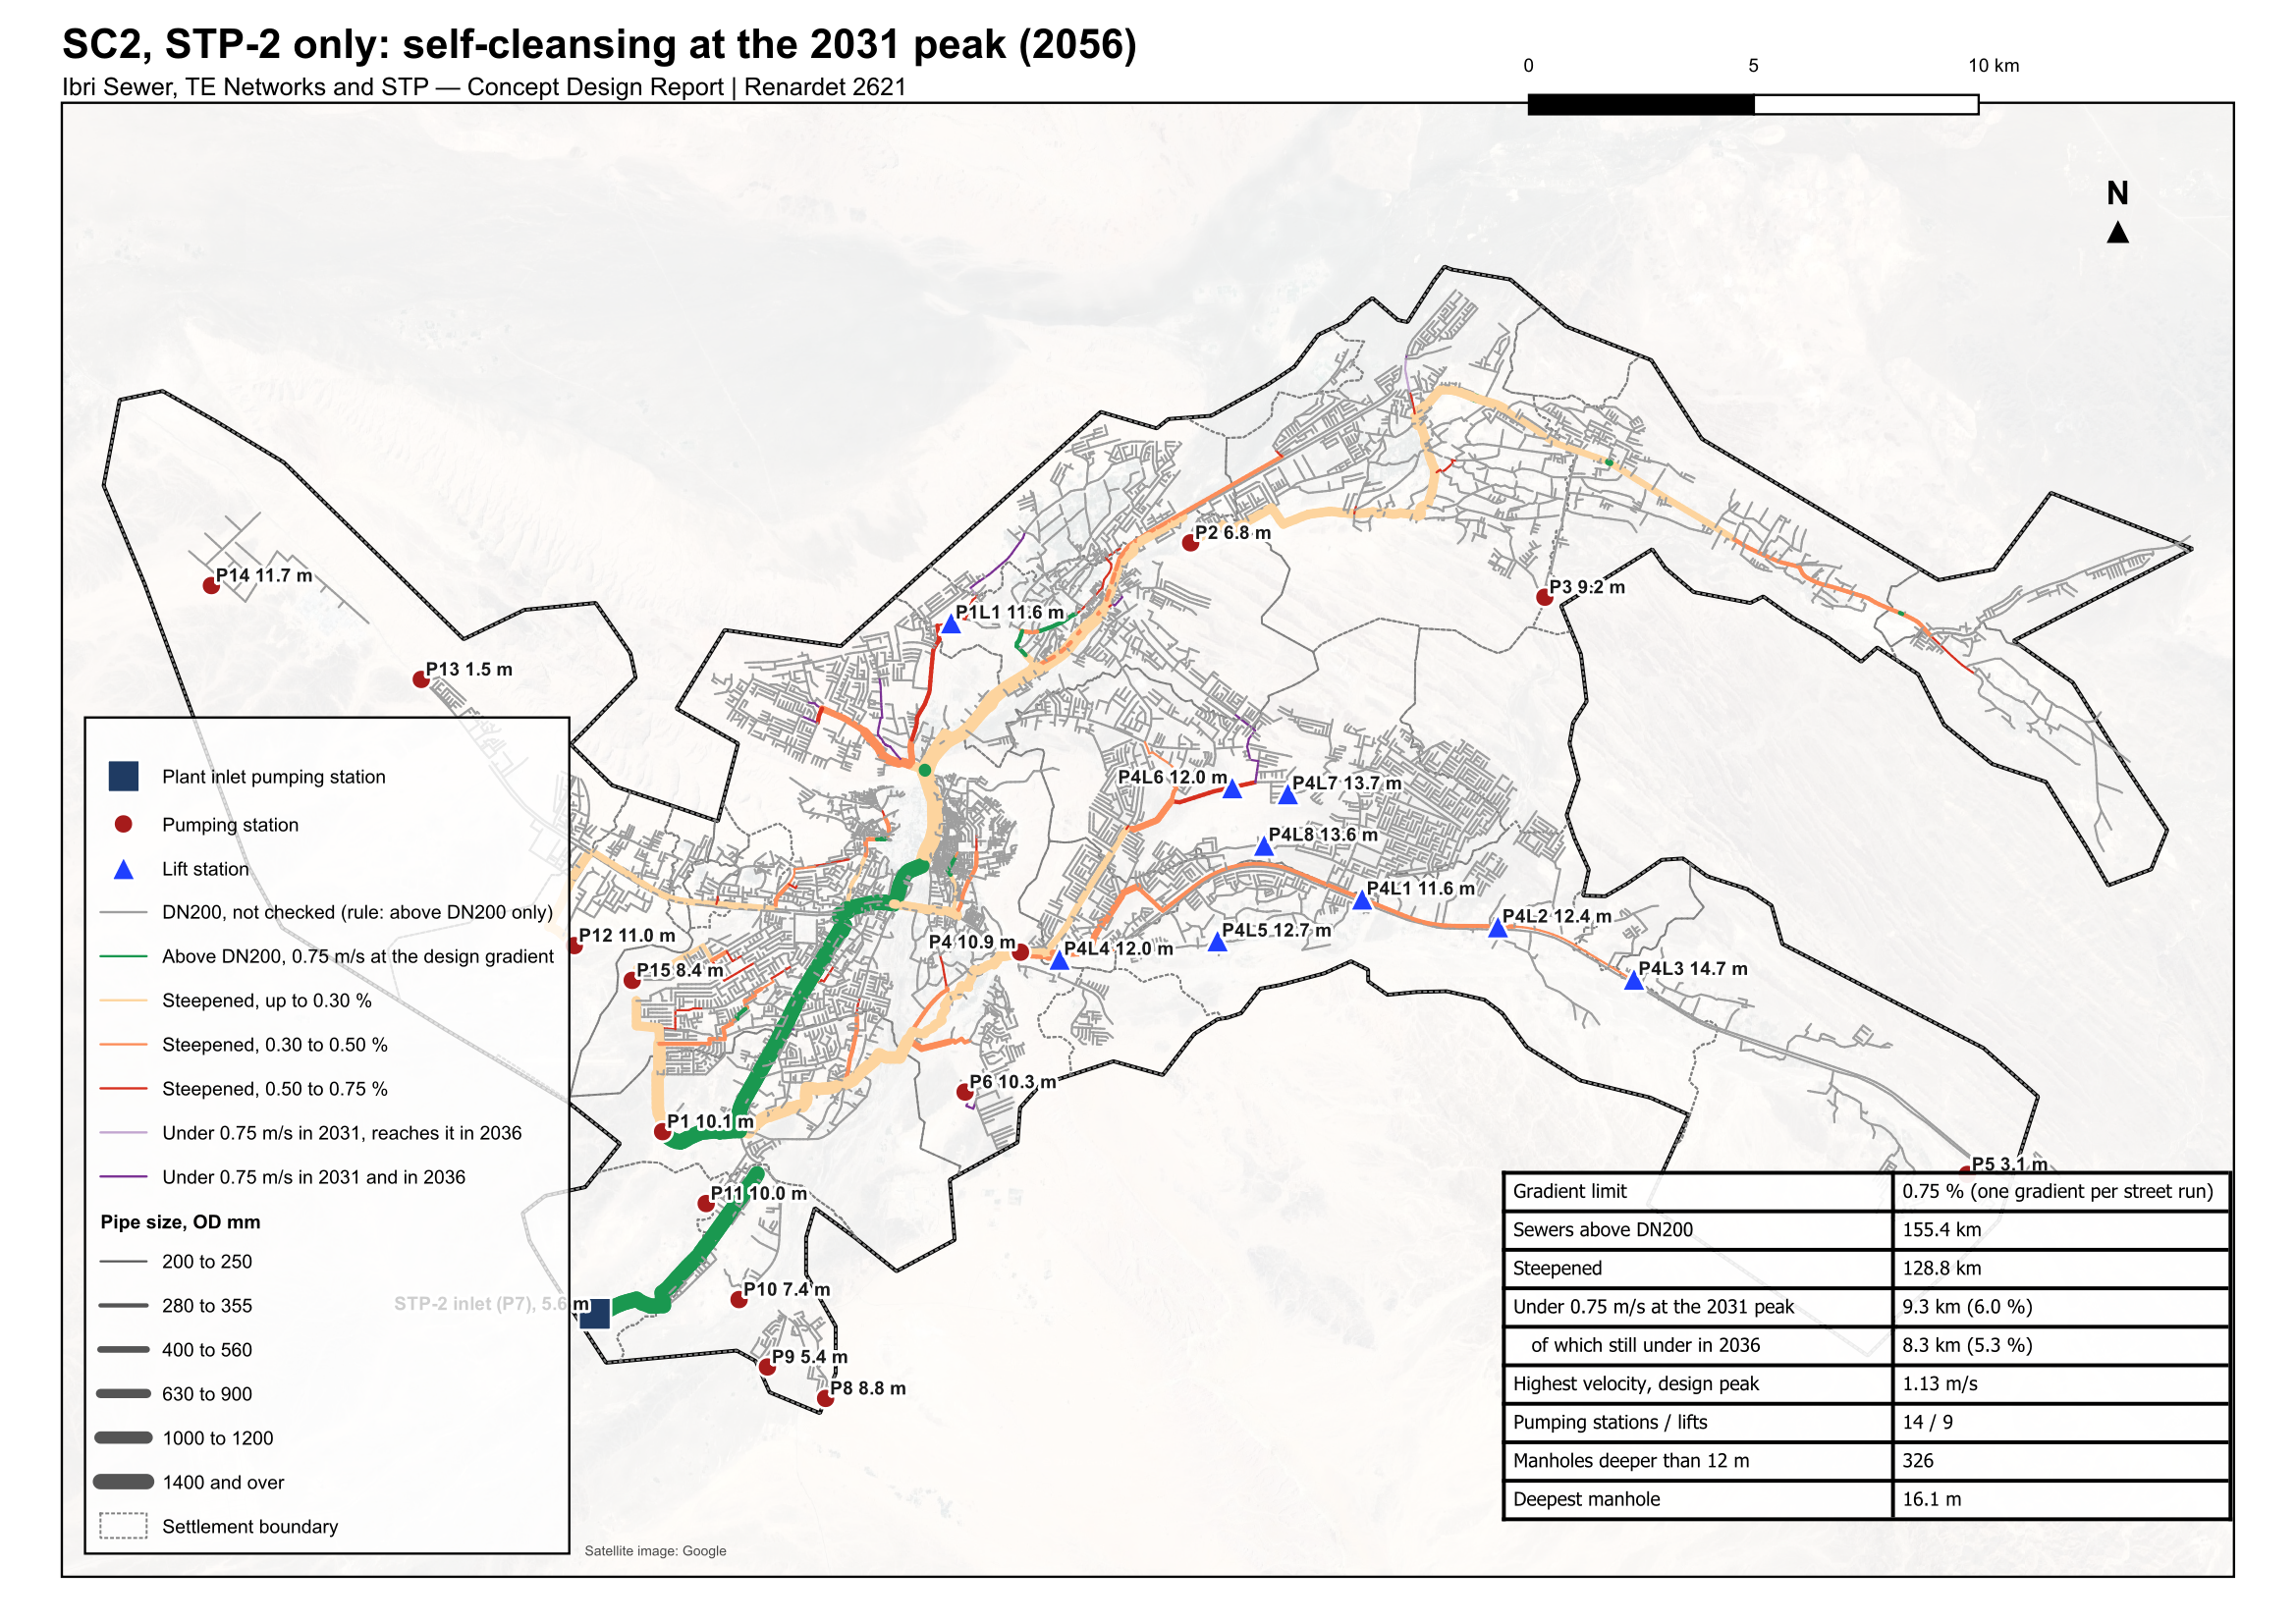 SC2, STP-2 only: self-cleansing at the 2031 peak (2056)
Ibri Sewer, TE Networks and STP — Concept Design Report | Renardet 2621
0 5 10 km
N
P14 11.7 m
P13 1.5 m
P2 6.8 m
P3 9.2 m
P1L1 11.6 m
P4L6 12.0 m
P4L7 13.7 m
P4L8 13.6 m
P4L1 11.6 m
P4L2 12.4 m
P4L5 12.7 m
P4 10.9 m
P4L4 12.0 m
P4L3 14.7 m
P12 11.0 m
P15 8.4 m
P6 10.3 m
P1 10.1 m
P5 3.1 m
P11 10.0 m
P10 7.4 m
STP-2 inlet (P7), 5.6 m
P9 5.4 m
P8 8.8 m
Plant inlet pumping station
Pumping station
Lift station
DN200, not checked (rule: above DN200 only)
Above DN200, 0.75 m/s at the design gradient
Steepened, up to 0.30 %
Steepened, 0.30 to 0.50 %
Steepened, 0.50 to 0.75 %
Under 0.75 m/s in 2031, reaches it in 2036
Under 0.75 m/s in 2031 and in 2036
Pipe size, OD mm
200 to 250
280 to 355
400 to 560
630 to 900
1000 to 1200
1400 and over
Settlement boundary
Satellite image: Google
Gradient limit 0.75 % (one gradient per street run)
Sewers above DN200 155.4 km
Steepened 128.8 km
Under 0.75 m/s at the 2031 peak 9.3 km (6.0 %)
of which still under in 2036 8.3 km (5.3 %)
Highest velocity, design peak 1.13 m/s
Pumping stations / lifts 14 / 9
Manholes deeper than 12 m 326
Deepest manhole 16.1 m